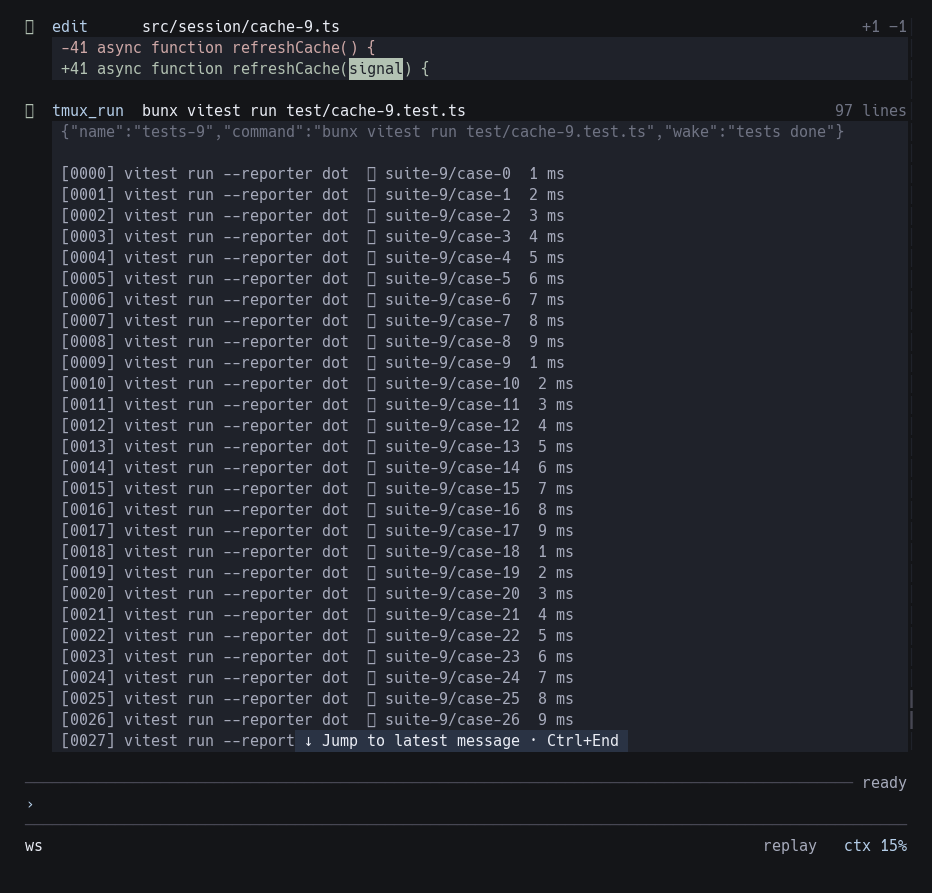 edit src/session/cache-9.ts +1 -1
-41 async function refreshCache() {
+41 async function refreshCache(signal) {
tmux_run bunx vitest run test/cache-9.test.ts 97 lines
{"name":"tests-9","command":"bunx vitest run test/cache-9.test.ts","wake":"tests done"}
[0000] vitest run --reporter dot ▯ suite-9/case-0 1 ms
[0001] vitest run --reporter dot ▯ suite-9/case-1 2 ms
[0002] vitest run --reporter dot ▯ suite-9/case-2 3 ms
[0003] vitest run --reporter dot ▯ suite-9/case-3 4 ms
[0004] vitest run --reporter dot ▯ suite-9/case-4 5 ms
[0005] vitest run --reporter dot ▯ suite-9/case-5 6 ms
[0006] vitest run --reporter dot ▯ suite-9/case-6 7 ms
[0007] vitest run --reporter dot ▯ suite-9/case-7 8 ms
[0008] vitest run --reporter dot ▯ suite-9/case-8 9 ms
[0009] vitest run --reporter dot ▯ suite-9/case-9 1 ms
[0010] vitest run --reporter dot ▯ suite-9/case-10 2 ms
[0011] vitest run --reporter dot ▯ suite-9/case-11 3 ms
[0012] vitest run --reporter dot ▯ suite-9/case-12 4 ms
[0013] vitest run --reporter dot ▯ suite-9/case-13 5 ms
[0014] vitest run --reporter dot ▯ suite-9/case-14 6 ms
[0015] vitest run --reporter dot ▯ suite-9/case-15 7 ms
[0016] vitest run --reporter dot ▯ suite-9/case-16 8 ms
[0017] vitest run --reporter dot ▯ suite-9/case-17 9 ms
[0018] vitest run --reporter dot ▯ suite-9/case-18 1 ms
[0019] vitest run --reporter dot ▯ suite-9/case-19 2 ms
[0020] vitest run --reporter dot ▯ suite-9/case-20 3 ms
[0021] vitest run --reporter dot ▯ suite-9/case-21 4 ms
[0022] vitest run --reporter dot ▯ suite-9/case-22 5 ms
[0023] vitest run --reporter dot ▯ suite-9/case-23 6 ms
[0024] vitest run --reporter dot ▯ suite-9/case-24 7 ms
[0025] vitest run --reporter dot ▯ suite-9/case-25 8 ms
[0026] vitest run --reporter dot ▯ suite-9/case-26 9 ms
[0027] vitest run --report ↓ Jump to latest message · Ctrl+End
ready
›
ws replay ctx 15%